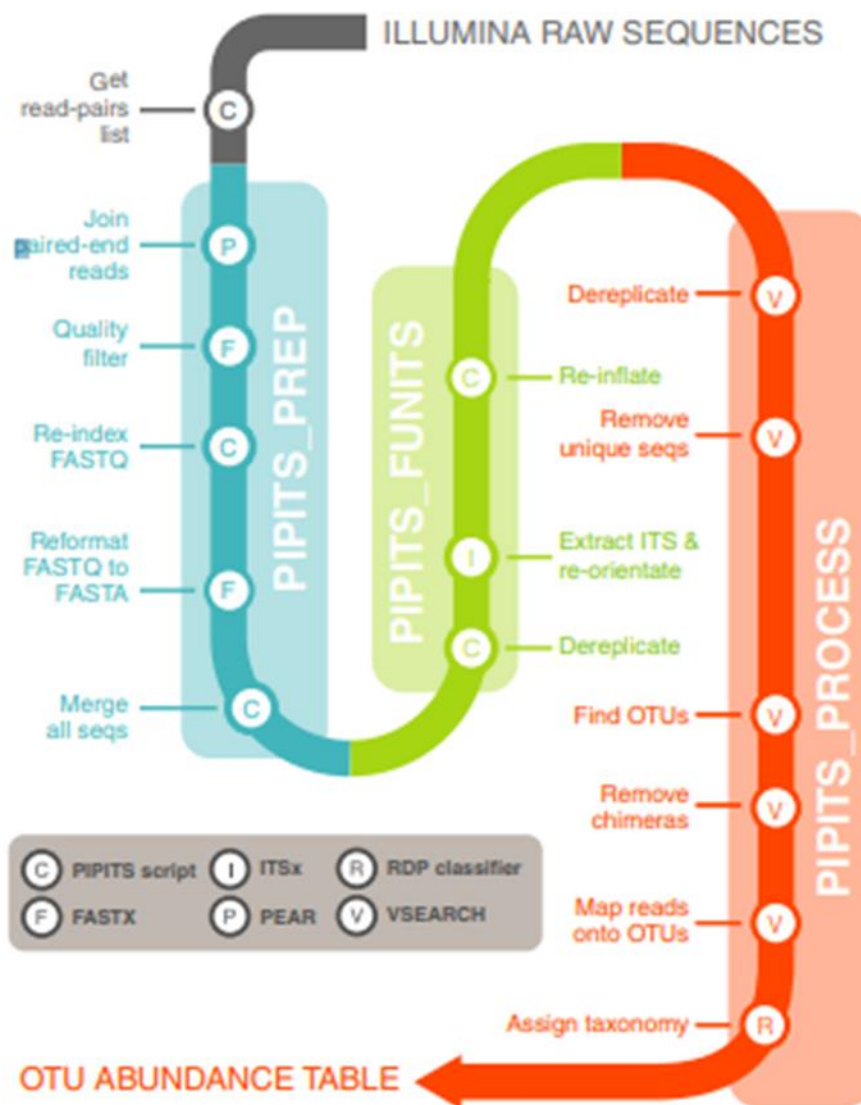 ILLUMINA RAW SEQUENCES
Get
read-pairs
list
C
Join
paired-end
reads
P
Quality
filter
F
Re-index
FASTQ
C
Reformat
FASTQ to
FASTA
F
Merge
all seqs
C
PIPITS_PREP
PIPITS_FUNITS
C
Re-inflate
I
Extract ITS &
re-orientate
C
Dereplicate
Dereplicate
V
Remove
unique seqs
V
Find OTUs
V
Remove
chimeras
V
Map reads
onto OTUs
V
Assign taxonomy
R
PIPITS_PROCESS
C PIPITS script
I ITSx
R RDP classifier
F FASTX
P PEAR
V VSEARCH
OTU ABUNDANCE TABLE